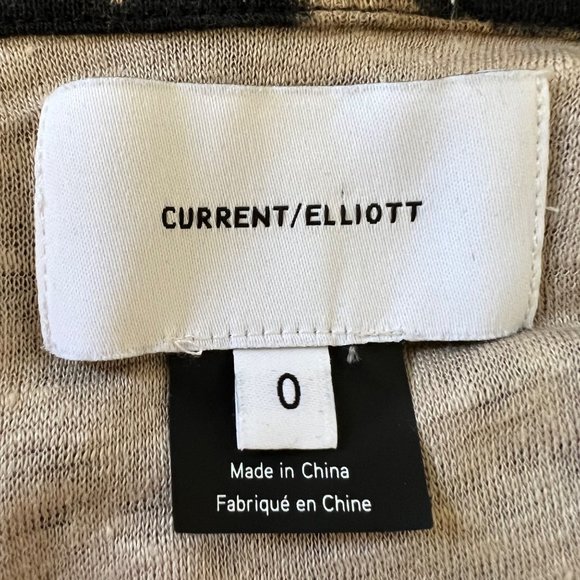 CURRENT/ELLIOTT
0
Made in China
Fabriqué en Chine